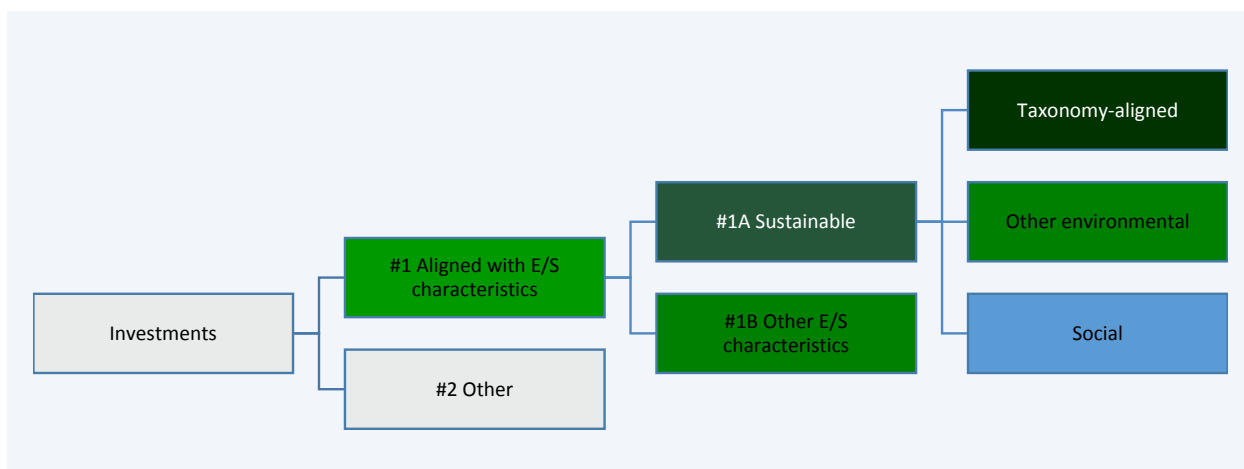 Taxonomy-aligned
#1A Sustainable
Other environmental
#1 Aligned with E/S
characteristics
Investments
#1B Other E/S
characteristics
Social
#2 Other